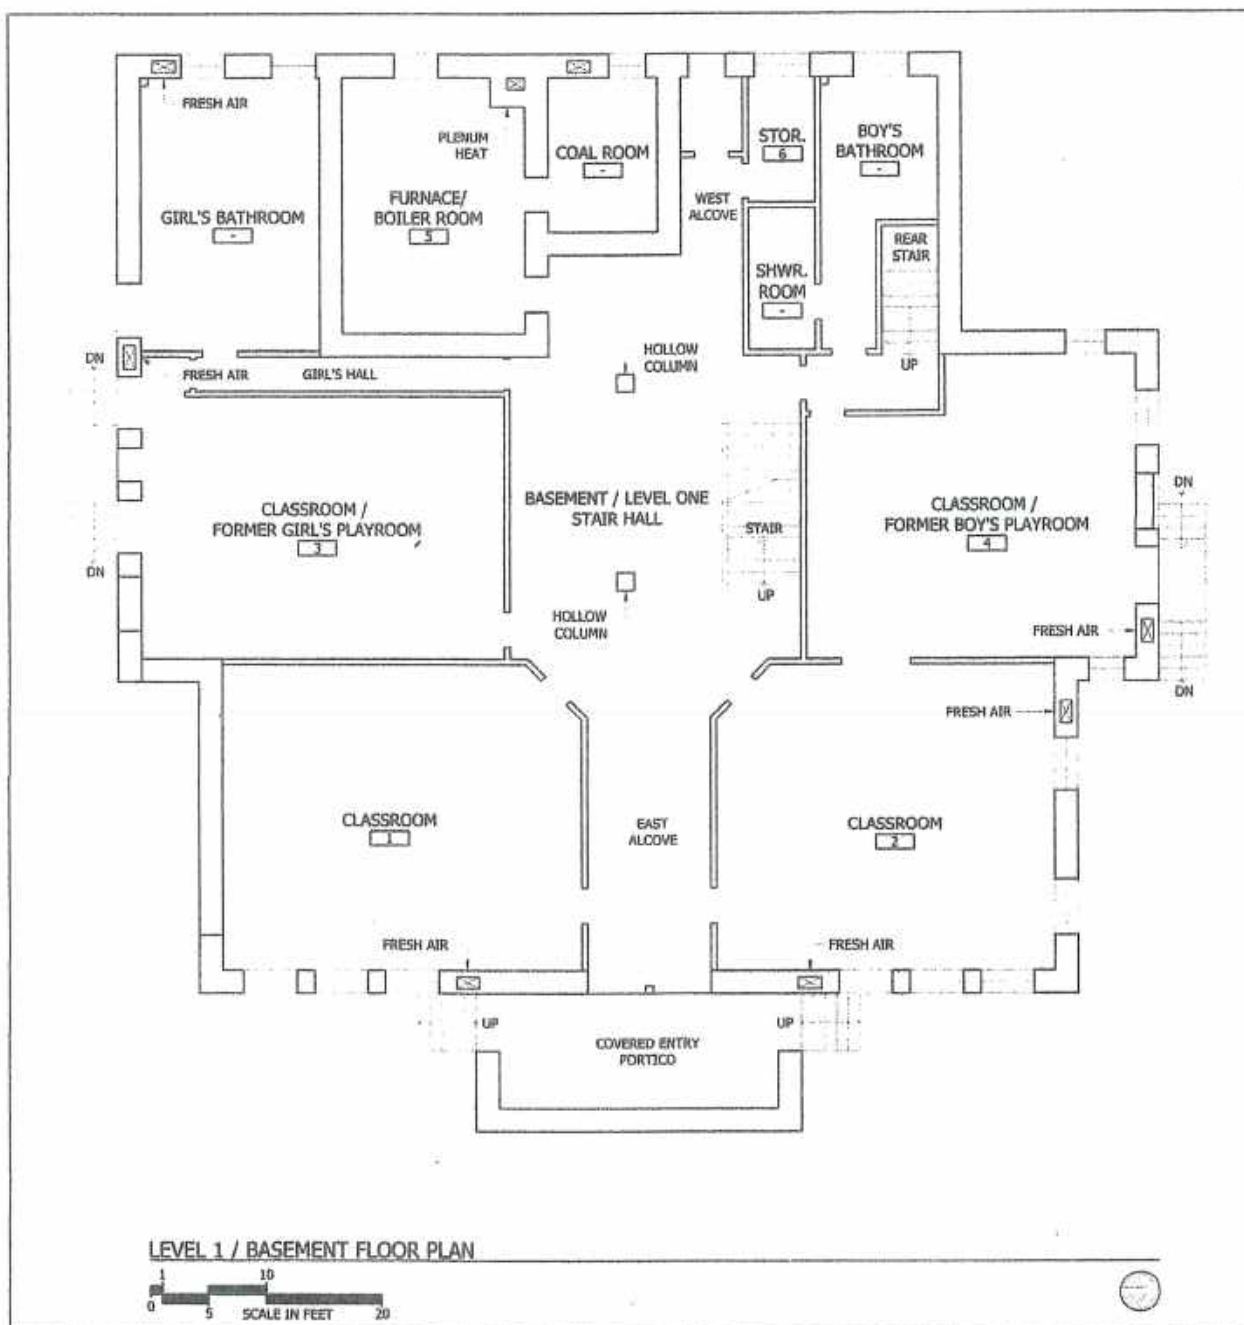 FRESH AIR
PLENUM
HEAT
COAL ROOM
-
STOR.
6
BOY'S
BATHROOM
-
GIRL'S BATHROOM
-
FURNACE/
BOILER ROOM
5
WEST
ALCOVE
REAR
STAIR
SHWR.
ROOM
-
DN
FRESH AIR
GIRL'S HALL
HOLLOW
COLUMN
UP
CLASSROOM /
FORMER GIRL'S PLAYROOM
3
BASEMENT / LEVEL ONE
STAIR HALL
STAIR
UP
CLASSROOM /
FORMER BOY'S PLAYROOM
4
DN
DN
HOLLOW
COLUMN
FRESH AIR
DN
FRESH AIR
CLASSROOM
1
EAST
ALCOVE
CLASSROOM
2
FRESH AIR
FRESH AIR
UP
UP
COVERED ENTRY
PORTICO
LEVEL 1 / BASEMENT FLOOR PLAN
1 10
0 5 SCALE IN FEET 20